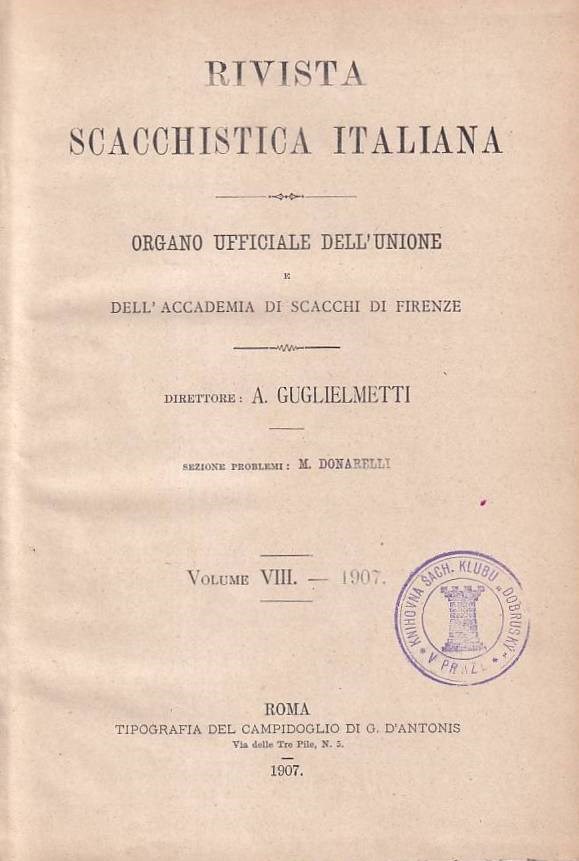 RIVISTA
SCACCHISTICA ITALIANA
ORGANO UFFICIALE DELL'UNIONE
E
DELL'ACCADEMIA DI SCACCHI DI FIRENZE
DIRETTORE: A. GUGLIELMETTI
SEZIONE PROBLEMI: M. DONARELLI
VOLUME VIII. — 1907.
* KNIHOVNA ŠACH. KLUBU „DOBRUSKÝ" *
V PRAZE
ROMA
TIPOGRAFIA DEL CAMPIDOGLIO DI G. D'ANTONIS
Via delle Tre Pile, N. 5.
1907.